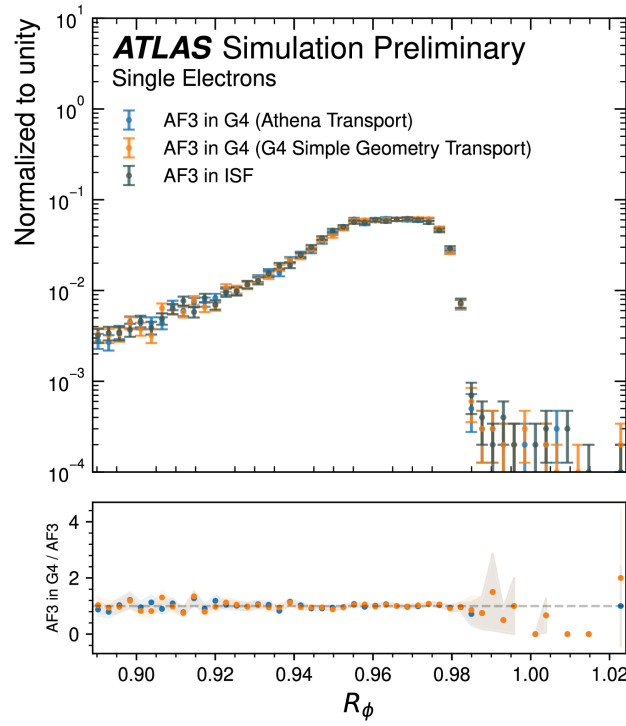 ATLAS Simulation Preliminary
Single Electrons
AF3 in G4 (Athena Transport)
AF3 in G4 (G4 Simple Geometry Transport)
AF3 in ISF
Normalized to unity
10¹
10⁰
10⁻¹
10⁻²
10⁻³
10⁻⁴
AF3 in G4 / AF3
4
2
0
0.90 0.92 0.94 0.96 0.98 1.00 1.02
R_ϕ